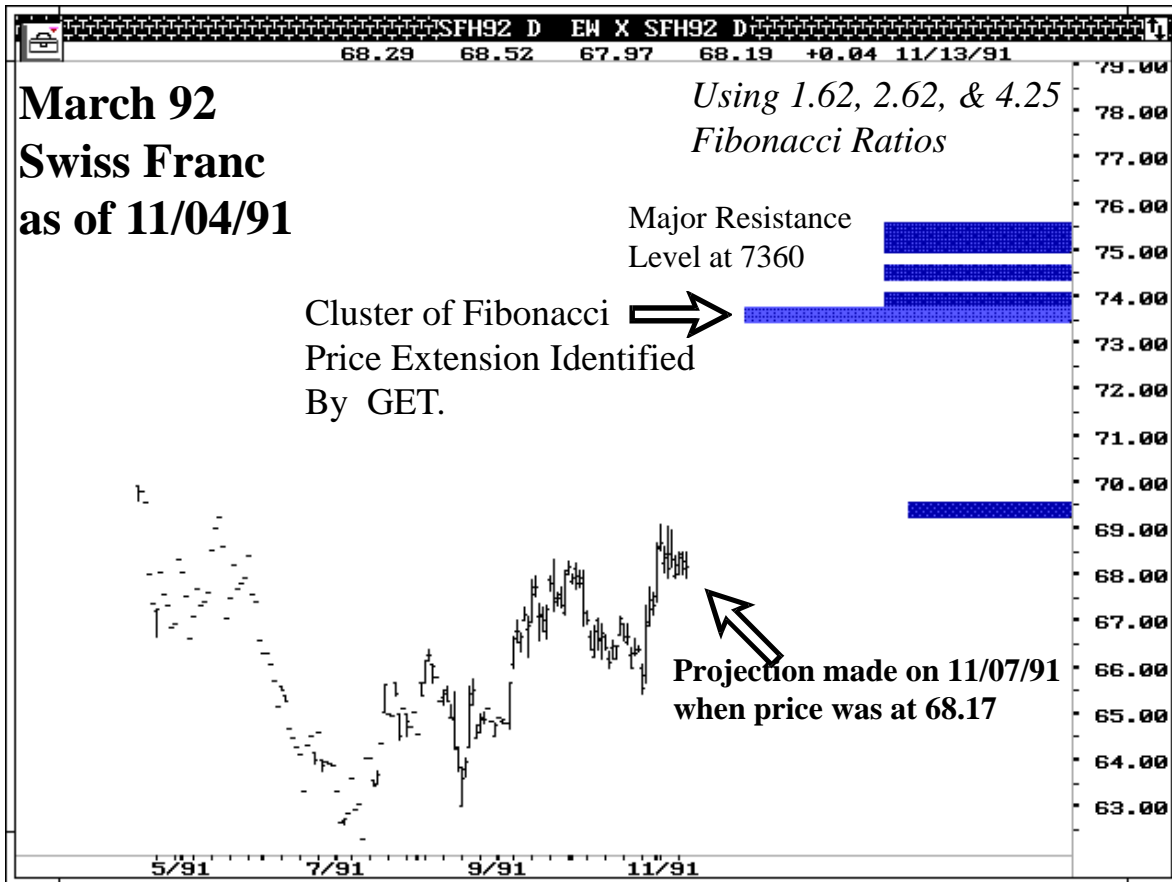 SFH92 D EW X SFH92 D
68.29 68.52 67.97 68.19 +0.04 11/13/91
March 92
Swiss Franc
as of 11/04/91
Using 1.62, 2.62, & 4.25
Fibonacci Ratios
Major Resistance
Level at 7360
Cluster of Fibonacci
Price Extension Identified
By GET.
Projection made on 11/07/91
when price was at 68.17
79.00
78.00
77.00
76.00
75.00
74.00
73.00
72.00
71.00
70.00
69.00
68.00
67.00
66.00
65.00
64.00
63.00
5/91 7/91 9/91 11/91